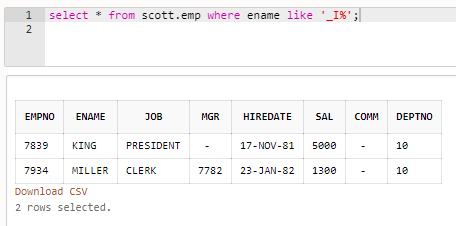 1 select * from scott.emp where ename like '_I%';
2
EMPNO ENAME JOB MGR HIREDATE SAL COMM DEPTNO
7839 KING PRESIDENT - 17-NOV-81 5000 - 10
7934 MILLER CLERK 7782 23-JAN-82 1300 - 10
Download CSV
2 rows selected.